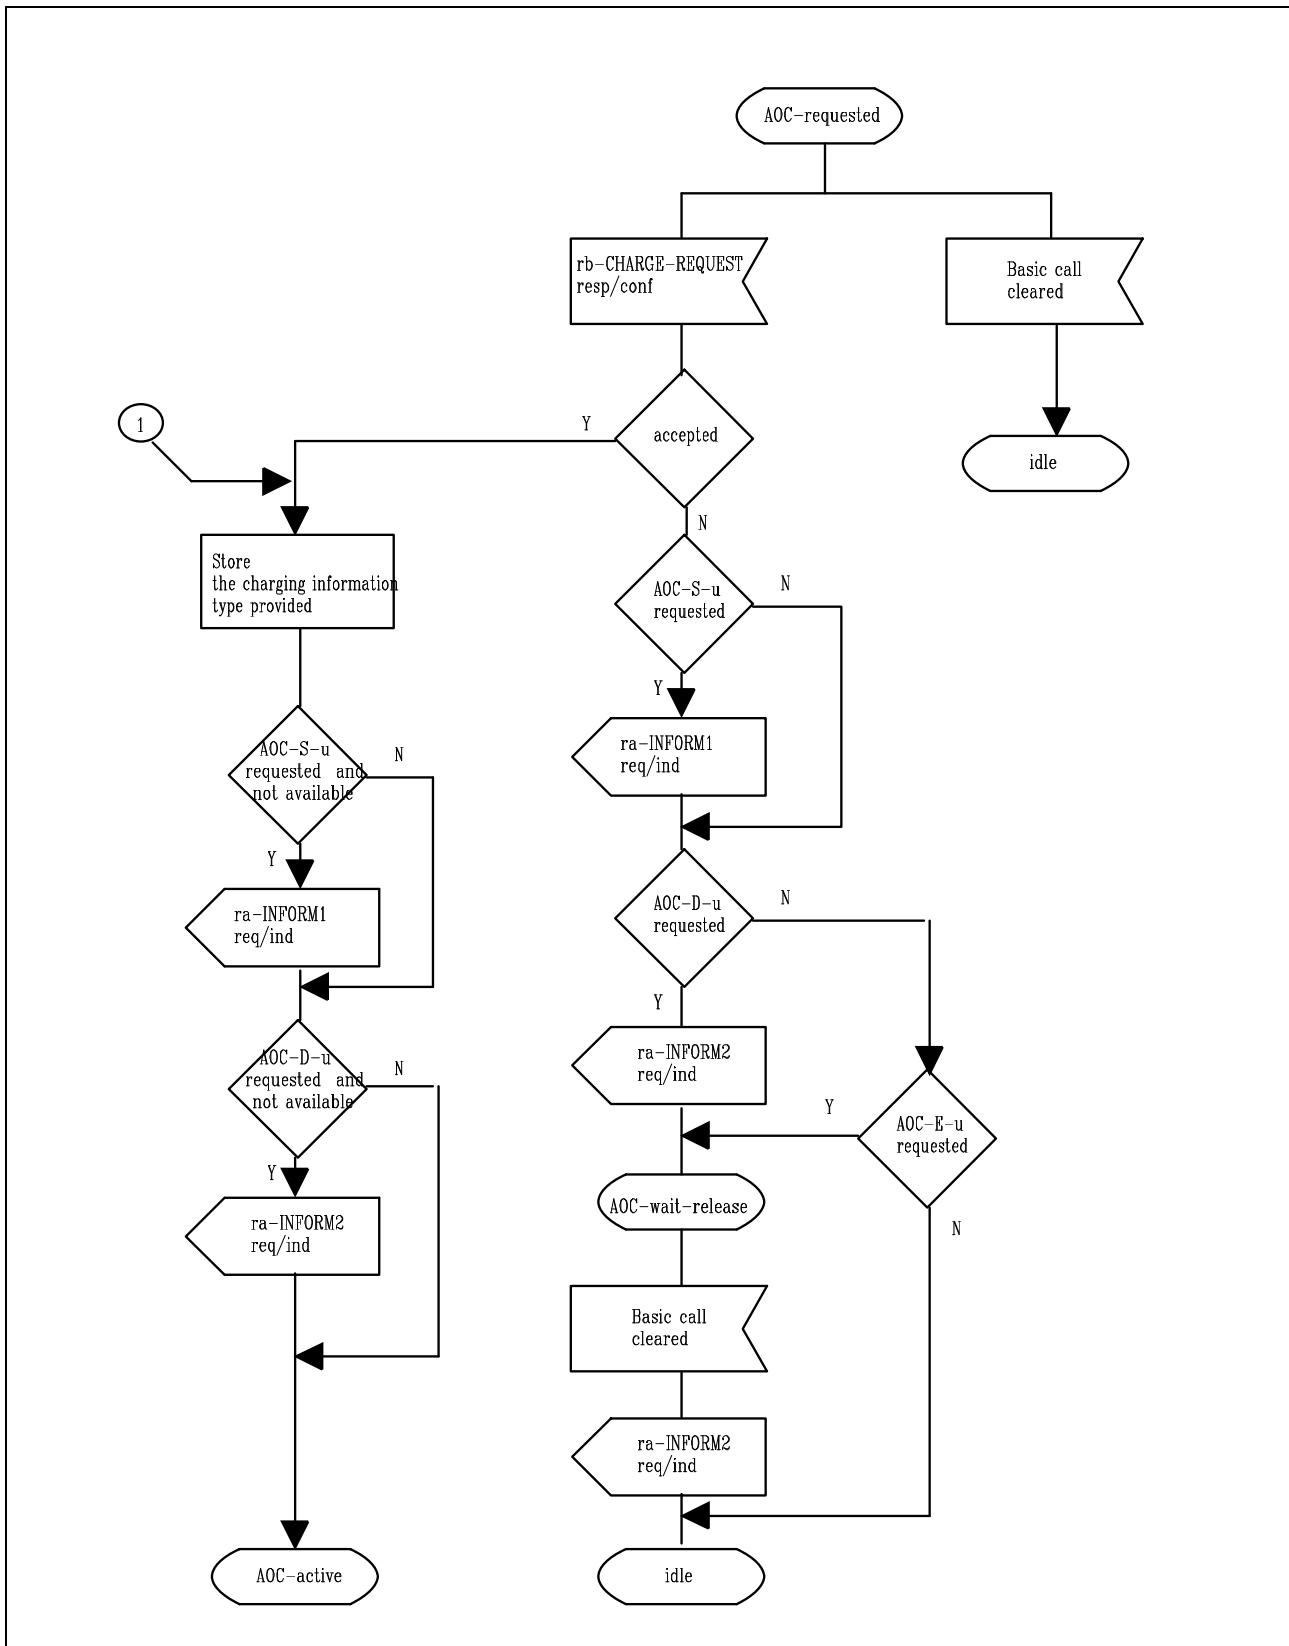 AOC-requested
rb-CHARGE-REQUEST
resp/conf
Basic call
cleared
1
Y
accepted
idle
N
Store
the charging information
type provided
AOC-S-u
requested
N
Y
AOC-S-u
requested and
not available
N
ra-INFORM1
req/ind
Y
ra-INFORM1
req/ind
AOC-D-u
requested
N
Y
AOC-D-u
requested and
not available
N
ra-INFORM2
req/ind
Y
AOC-E-u
requested
Y
ra-INFORM2
req/ind
AOC-wait-release
N
Basic call
cleared
ra-INFORM2
req/ind
AOC-active
idle